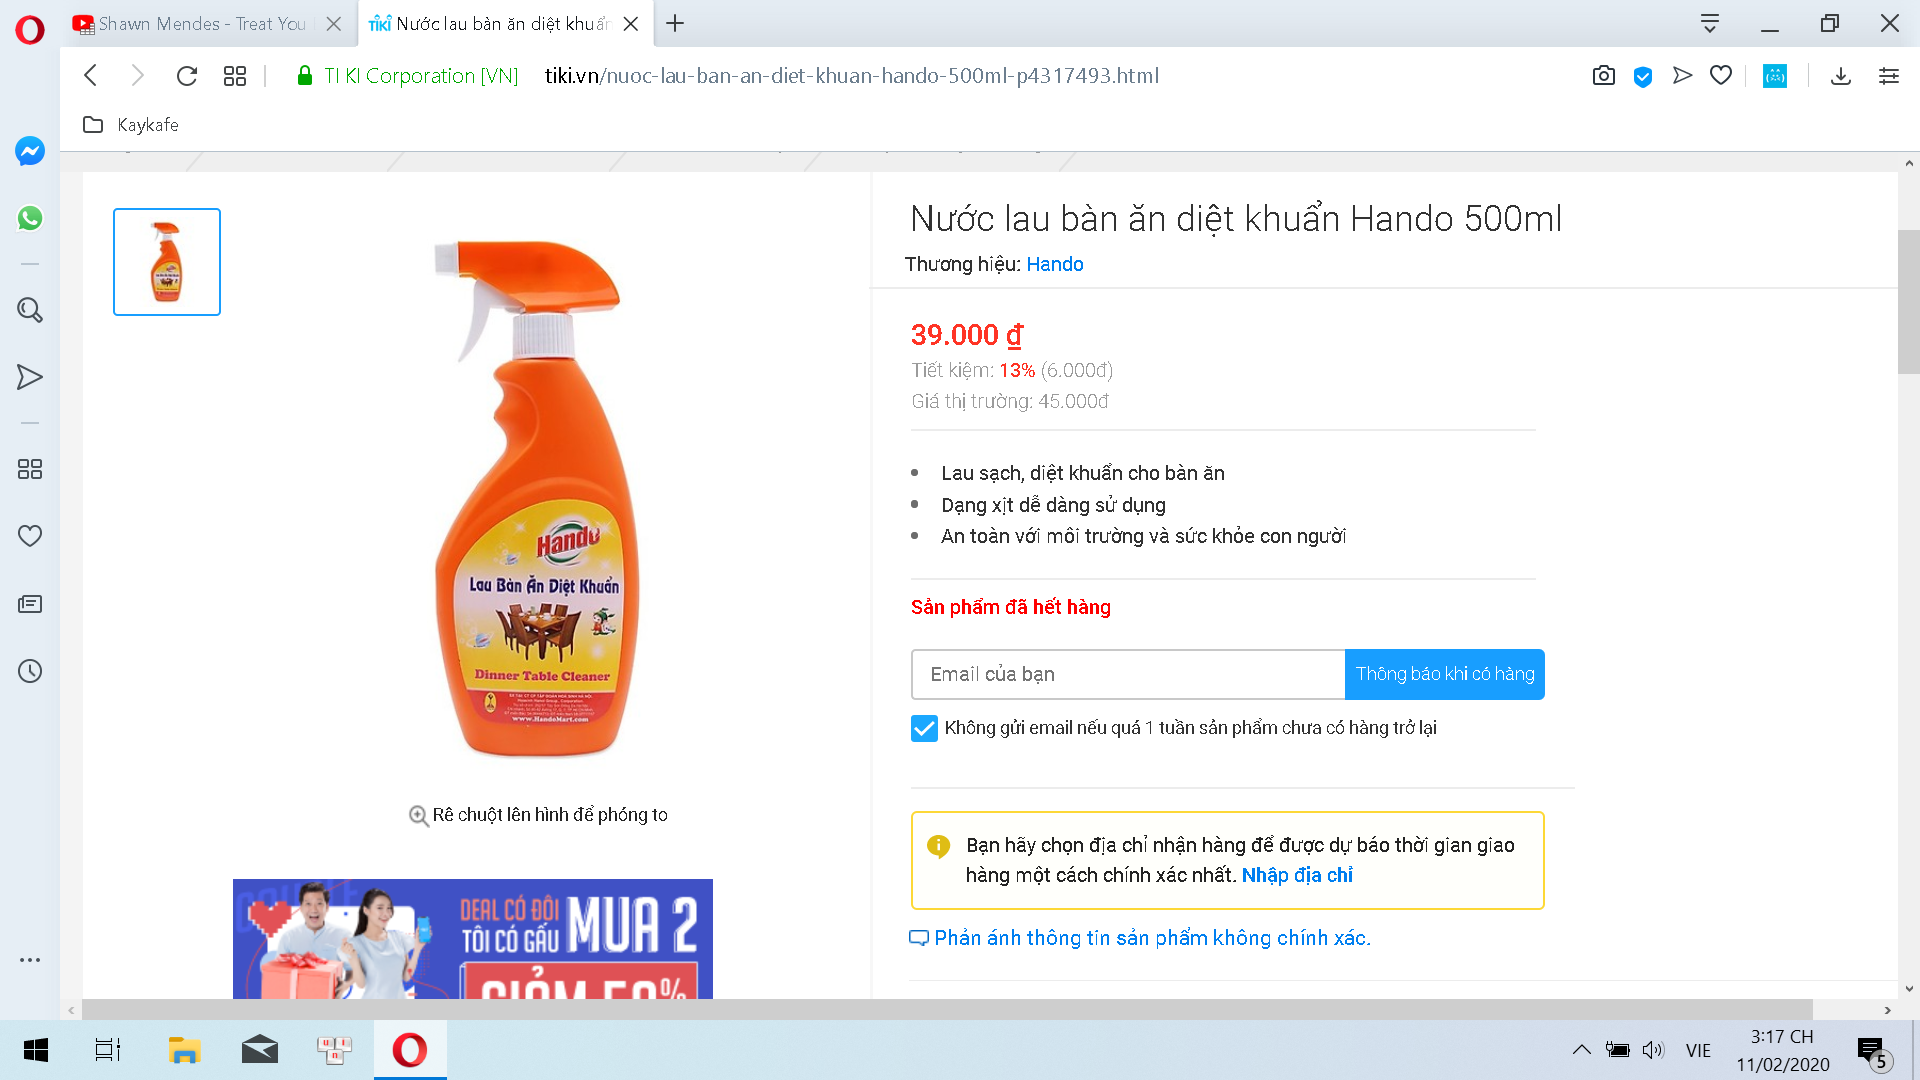 Shawn Mendes - Treat You
TIKI Nước lau bàn ăn diệt khuẩn
TI KI Corporation [VN]
tiki.vn/nuoc-lau-ban-an-diet-khuan-hando-500ml-p4317493.html
Kaykafe
Nước lau bàn ăn diệt khuẩn Hando 500ml
Thương hiệu: Hando
39.000 ₫
Tiết kiệm: 13% (6.000đ)
Giá thị trường: 45.000đ
Lau sạch, diệt khuẩn cho bàn ăn
Dạng xịt dễ dàng sử dụng
An toàn với môi trường và sức khỏe con người
Sản phẩm đã hết hàng
Email của bạn
Thông báo khi có hàng
Không gửi email nếu quá 1 tuần sản phẩm chưa có hàng trở lại
Hando
Lau Bàn Ăn Diệt Khuẩn
Dinner Table Cleaner
www.HandoMart.com
Rê chuột lên hình để phóng to
Bạn hãy chọn địa chỉ nhận hàng để được dự báo thời gian giao
hàng một cách chính xác nhất. Nhập địa chỉ
Phản ánh thông tin sản phẩm không chính xác.
DEAL CÓ ĐÔI
TÔI CÓ GẤU
MUA 2
GIẢM 50%
VIE
3:17 CH
11/02/2020
5